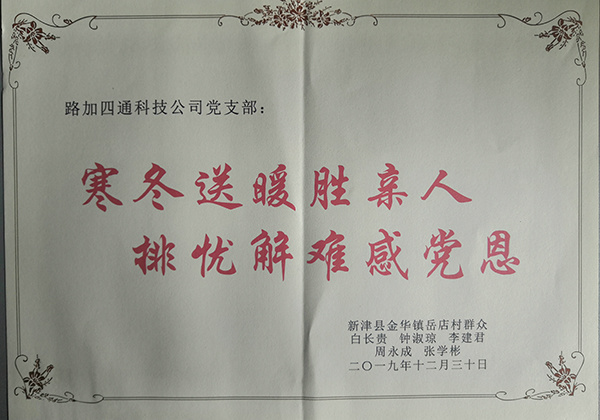 路加四通科技公司党支部：
寒冬送暖胜亲人
排忧解难感党恩
新津县金华镇岳店村群众
白长贵 钟淑琼 李建君
周永成 张学彬
二〇一九年十二月三十日